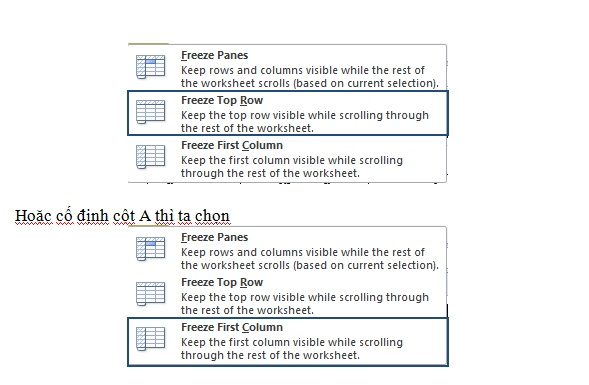 Freeze Panes
Keep rows and columns visible while the rest of
the worksheet scrolls (based on current selection).
Freeze Top Row
Keep the top row visible while scrolling through
the rest of the worksheet.
Freeze First Column
Keep the first column visible while scrolling
through the rest of the worksheet.
Hoặc cố định cột A thì ta chọn
Freeze Panes
Keep rows and columns visible while the rest of
the worksheet scrolls (based on current selection).
Freeze Top Row
Keep the top row visible while scrolling through
the rest of the worksheet.
Freeze First Column
Keep the first column visible while scrolling
through the rest of the worksheet.